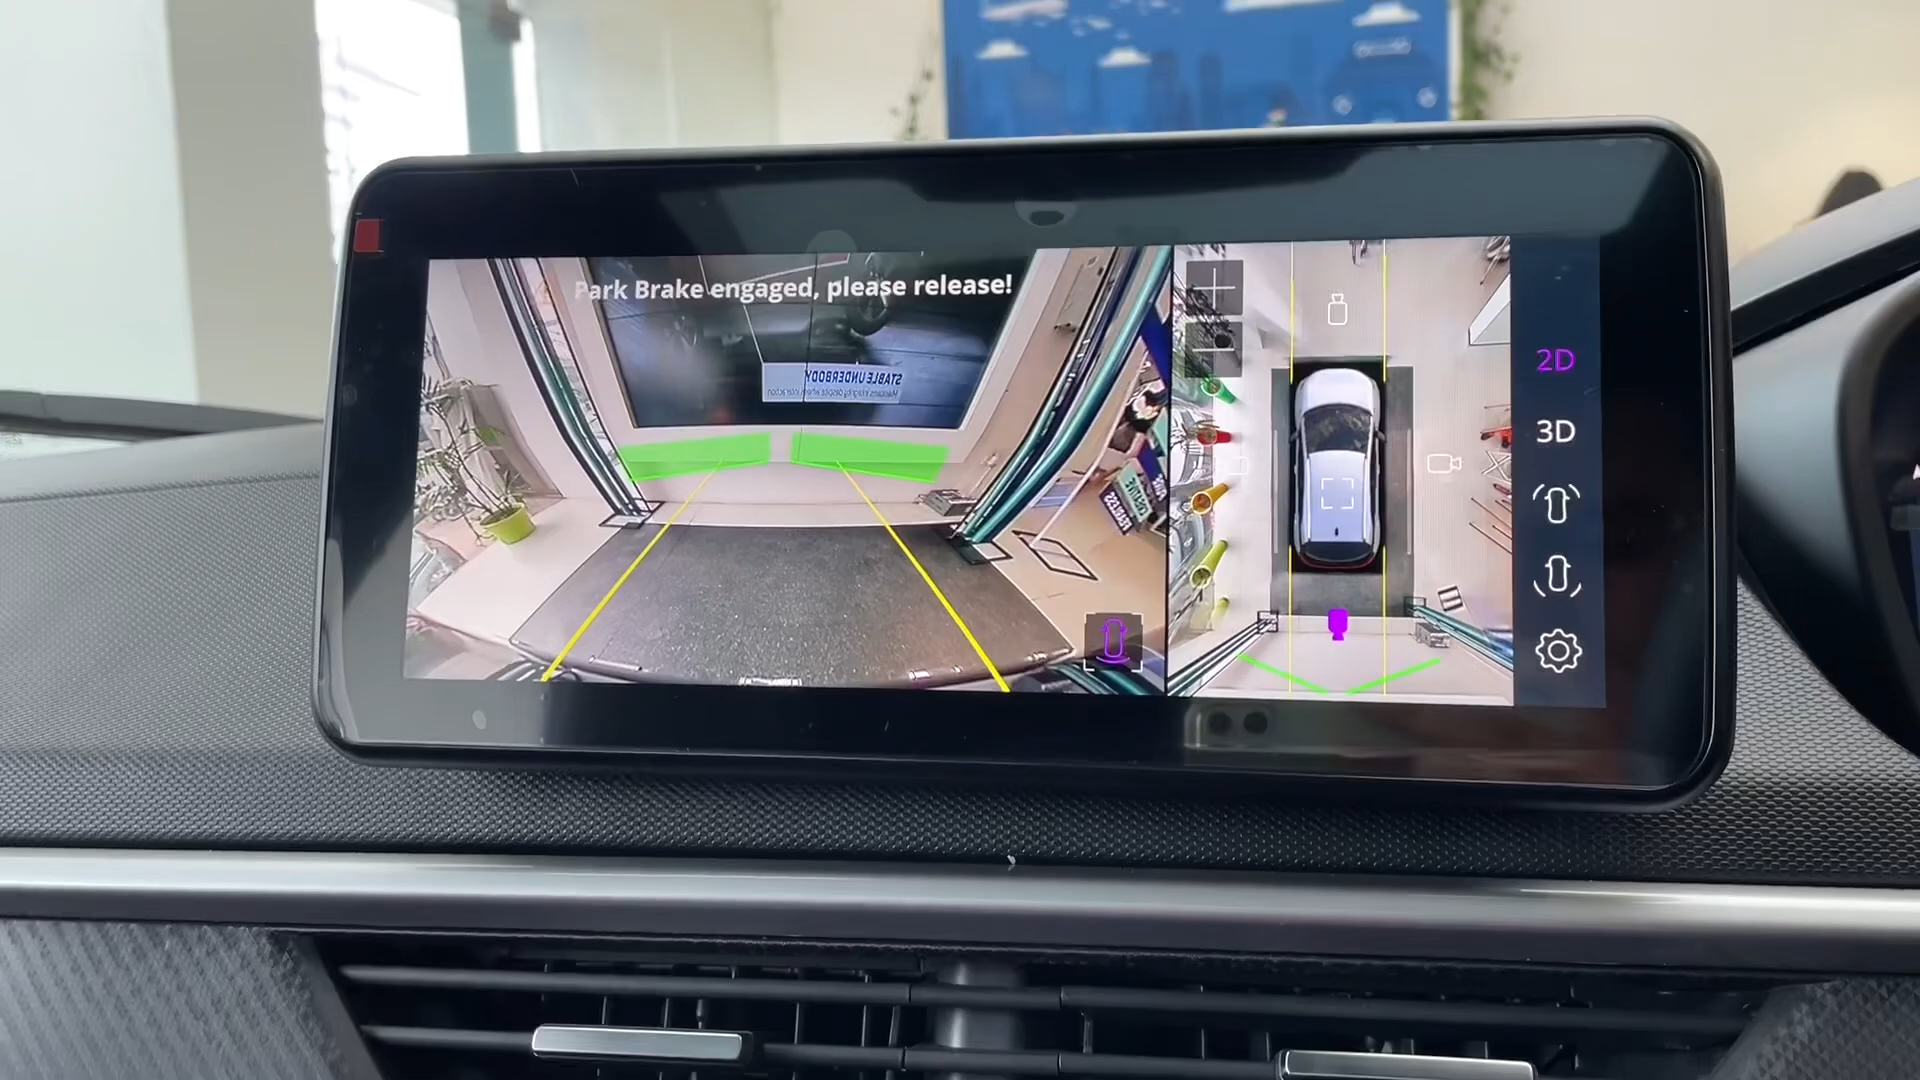 Park Brake engaged, please release!
STABLE UNDERBODY
2D
3D